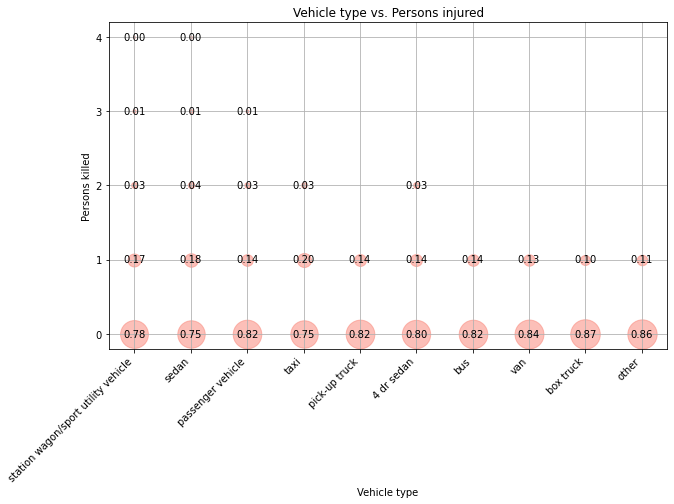 Vehicle type vs. Persons injured
Persons killed
4 0.00 0.00
3 0.01 0.01 0.01
2 0.03 0.04 0.03 0.03 0.03
1 0.17 0.18 0.14 0.20 0.14 0.14 0.14 0.13 0.10 0.11
0 0.78 0.75 0.82 0.75 0.82 0.80 0.82 0.84 0.87 0.86
station wagon/sport utility vehicle
sedan
passenger vehicle
taxi
pick-up truck
4 dr sedan
bus
van
box truck
other
Vehicle type